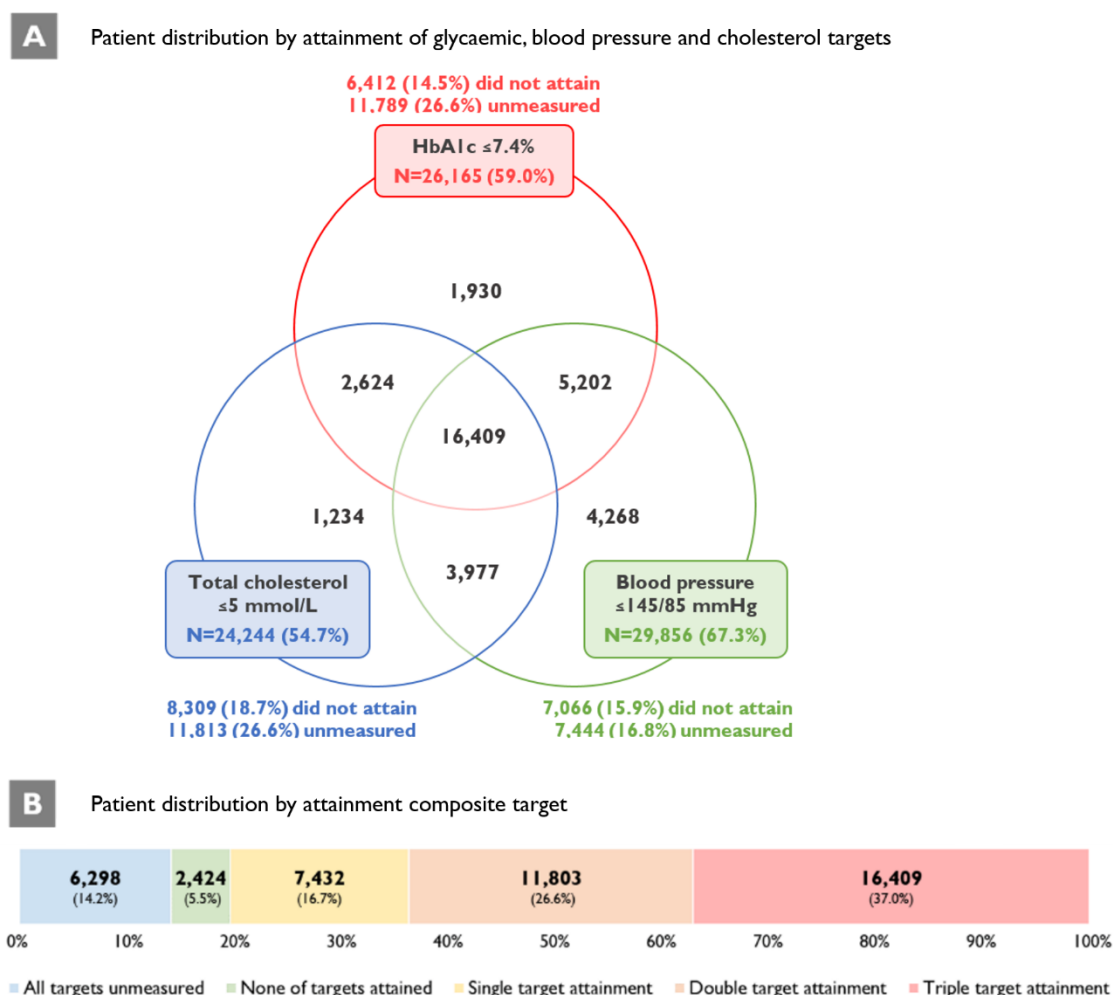 A
Patient distribution by attainment of glycaemic, blood pressure and cholesterol targets
6,412 (14.5%) did not attain
11,789 (26.6%) unmeasured
HbA1c ≤7.4%
N=26,165 (59.0%)
1,930
2,624
5,202
16,409
1,234
4,268
3,977
Total cholesterol
≤5 mmol/L
N=24,244 (54.7%)
Blood pressure
≤145/85 mmHg
N=29,856 (67.3%)
8,309 (18.7%) did not attain
11,813 (26.6%) unmeasured
7,066 (15.9%) did not attain
7,444 (16.8%) unmeasured
B
Patient distribution by attainment composite target
6,298 2,424 7,432 11,803 16,409
(14.2%) (5.5%) (16.7%) (26.6%) (37.0%)
0% 10% 20% 30% 40% 50% 60% 70% 80% 90% 100%
All targets unmeasured None of targets attained Single target attainment Double target attainment Triple target attainment